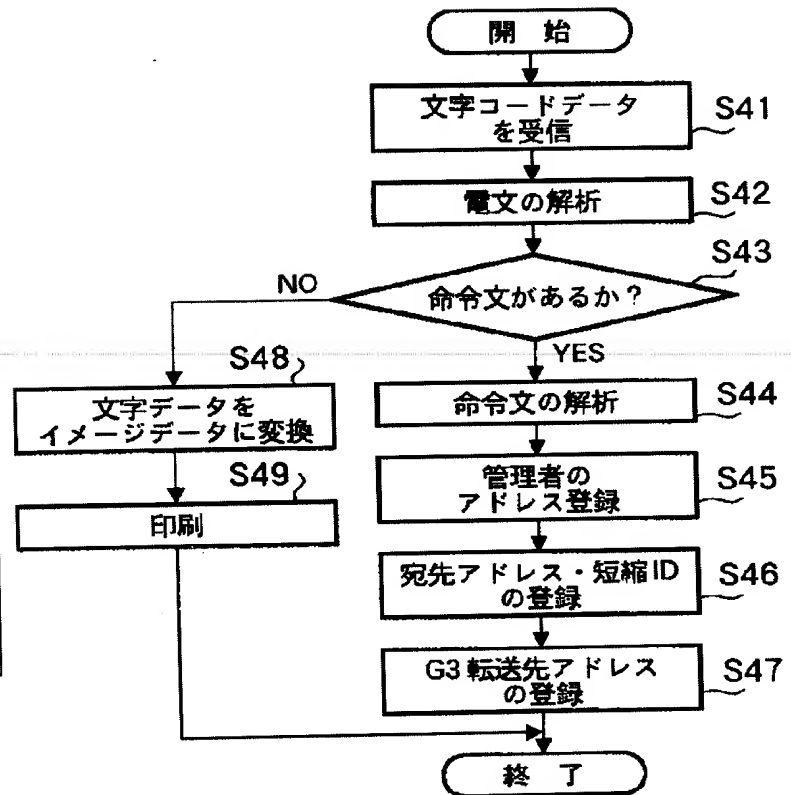 開 始
文字コードデータ
を受信
S41
電文の解析
S42
命令文があるか？
S43
NO
YES
文字データを
イメージデータに変換
S48
印刷
S49
命令文の解析
S44
管理者の
アドレス登録
S45
宛先アドレス・短縮ID
の登録
S46
G3転送先アドレス
の登録
S47
終 了